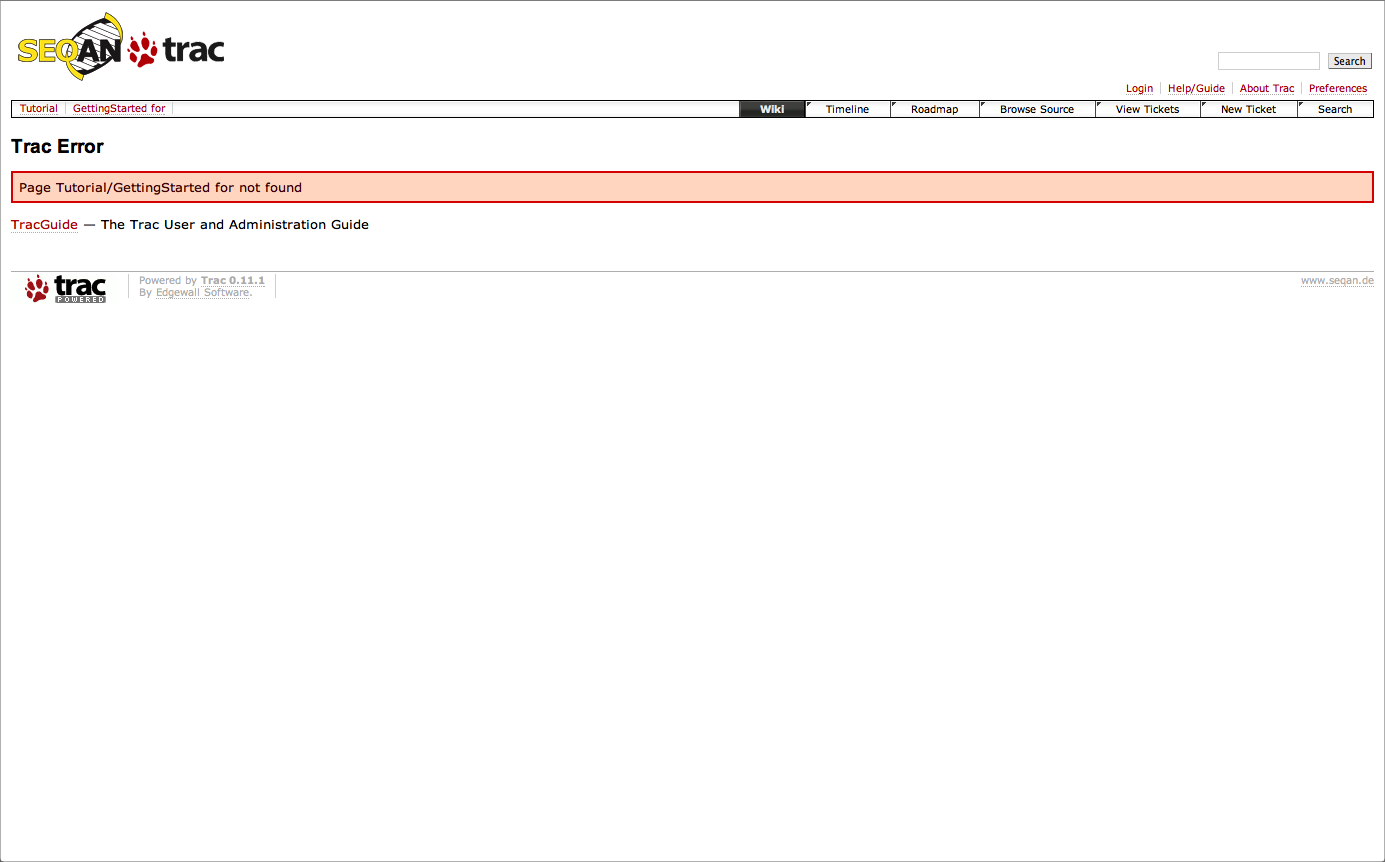 SEQAN trac
Search
Login Help/Guide About Trac Preferences
Tutorial GettingStarted for Wiki Timeline Roadmap Browse Source View Tickets New Ticket Search
Trac Error
Page Tutorial/GettingStarted for not found
TracGuide — The Trac User and Administration Guide
trac POWERED
Powered by Trac 0.11.1
By Edgewall Software.
www.seqan.de